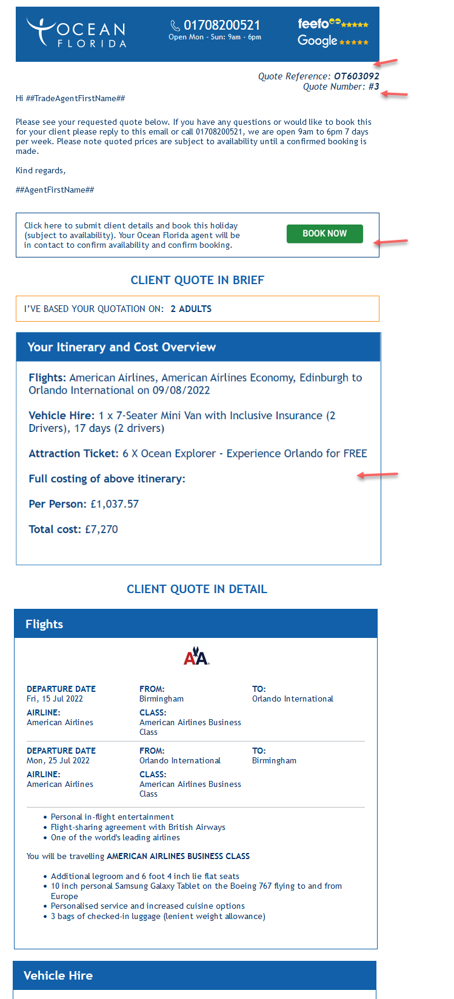 OCEAN
FLORIDA
01708200521
Open Mon - Sun: 9am - 6pm
feefo
Google
Quote Reference: OT603092
Quote Number: #3
Hi ##TradeAgentFirstName##
Please see your requested quote below. If you have any questions or would like to book this
for your client please reply to this email or call 01708200521, we are open 9am to 6pm 7 days
per week. Please note quoted prices are subject to availability until a confirmed booking is
made.
Kind regards,
##AgentFirstName##
Click here to submit client details and book this holiday
(subject to availability). Your Ocean Florida agent will be
in contact to confirm availability and confirm booking.
BOOK NOW
CLIENT QUOTE IN BRIEF
I'VE BASED YOUR QUOTATION ON: 2 ADULTS
Your Itinerary and Cost Overview
Flights: American Airlines, American Airlines Economy, Edinburgh to
Orlando International on 09/08/2022
Vehicle Hire: 1 x 7-Seater Mini Van with Inclusive Insurance (2
Drivers), 17 days (2 drivers)
Attraction Ticket: 6 X Ocean Explorer - Experience Orlando for FREE
Full costing of above itinerary:
Per Person: £1,037.57
Total cost: £7,270
CLIENT QUOTE IN DETAIL
Flights
AA
DEPARTURE DATE FROM: TO:
Fri, 15 Jul 2022 Birmingham Orlando International
AIRLINE: CLASS:
American Airlines American Airlines Business
Class
DEPARTURE DATE FROM: TO:
Mon, 25 Jul 2022 Orlando International Birmingham
AIRLINE: CLASS:
American Airlines American Airlines Business
Class
• Personal in-flight entertainment
• Flight-sharing agreement with British Airways
• One of the world's leading airlines
You will be travelling AMERICAN AIRLINES BUSINESS CLASS
• Additional legroom and 6 foot 4 inch lie flat seats
• 10 inch personal Samsung Galaxy Tablet on the Boeing 767 flying to and from
Europe
• Personalised service and increased cuisine options
• 3 bags of checked-in luggage (lenient weight allowance)
Vehicle Hire